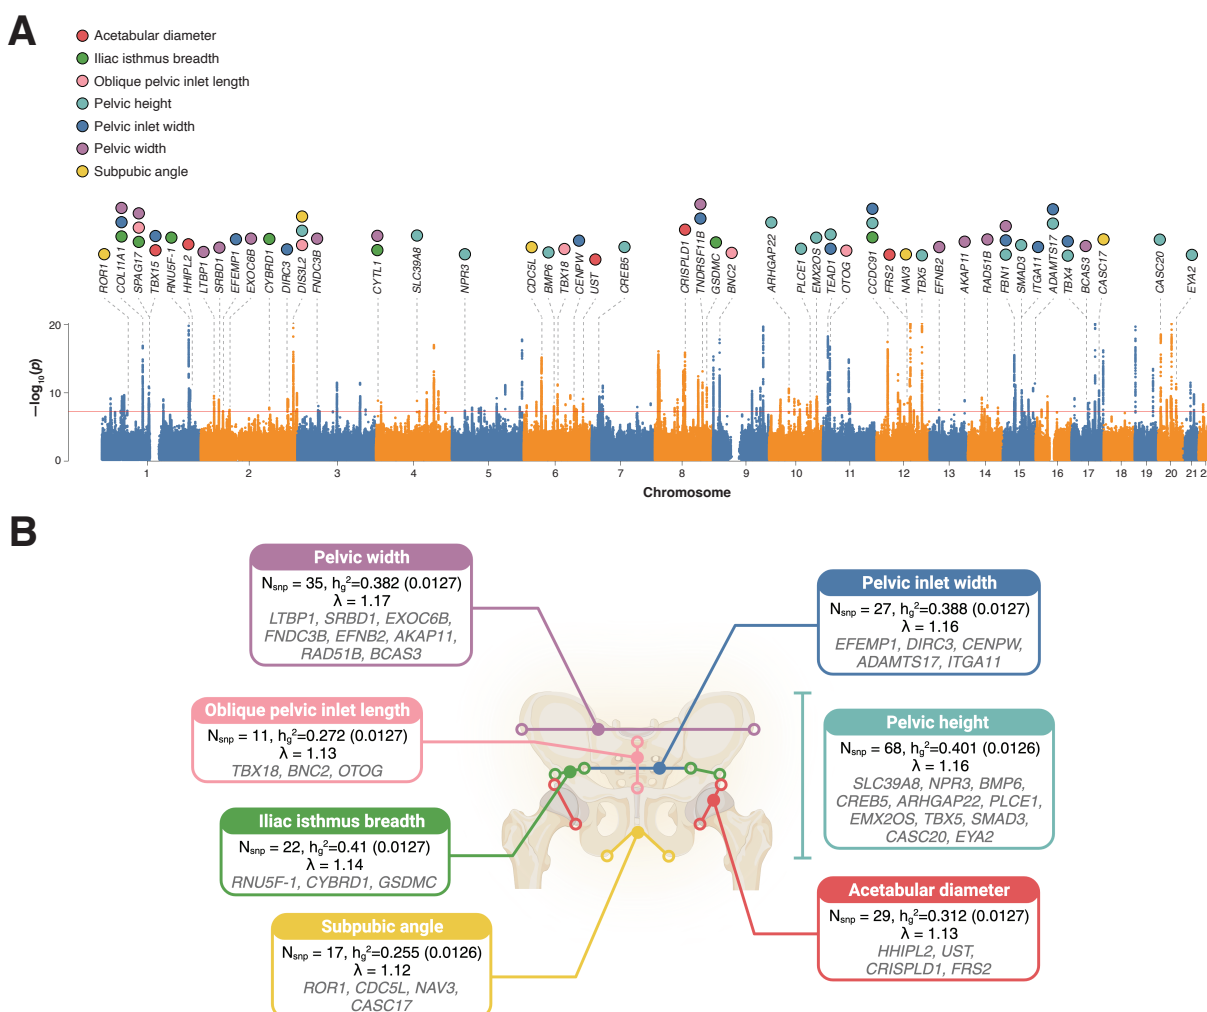 A
Acetabular diameter
Iliac isthmus breadth
Oblique pelvic inlet length
Pelvic height
Pelvic inlet width
Pelvic width
Subpubic angle
ROR1
COL11A1
SPAG17
TBX15
RNU5F-1
HHIPL2
LTBP1
SRBD1
EFEMP1
EXOC6B
CYBRD1
DIRC3
DIS3L2
FNDC3B
CYTL1
SLC39A8
NPR3
CDC5L
BMP6
TBX18
CENPW
UST
CREB5
CRISPLD1
TNDRSF11B
GSDMC
BNC2
ARHGAP22
PLCE1
EMX2OS
TEAD1
OTOG
CCDC91
FRS2
NAV3
TBX5
EFNB2
AKAP11
RAD51B
FBN1
SMAD3
ITGA11
ADAMTS17
TBX4
BCAS3
CASC17
CASC20
EYA2
−log10(p)
20
10
5
0
1 2 3 4 5 6 7 8 9 10 11 12 13 14 15 16 17 18 19 20 21 2
Chromosome
B
Pelvic width
Nsnp = 35, hg²=0.382 (0.0127)
λ = 1.17
LTBP1, SRBD1, EXOC6B,
FNDC3B, EFNB2, AKAP11,
RAD51B, BCAS3
Pelvic inlet width
Nsnp = 27, hg²=0.388 (0.0127)
λ = 1.16
EFEMP1, DIRC3, CENPW,
ADAMTS17, ITGA11
Oblique pelvic inlet length
Nsnp = 11, hg²=0.272 (0.0127)
λ = 1.13
TBX18, BNC2, OTOG
Pelvic height
Nsnp = 68, hg²=0.401 (0.0126)
λ = 1.16
SLC39A8, NPR3, BMP6,
CREB5, ARHGAP22, PLCE1,
EMX2OS, TBX5, SMAD3,
CASC20, EYA2
Iliac isthmus breadth
Nsnp = 22, hg²=0.41 (0.0127)
λ = 1.14
RNU5F-1, CYBRD1, GSDMC
Acetabular diameter
Nsnp = 29, hg²=0.312 (0.0127)
λ = 1.13
HHIPL2, UST,
CRISPLD1, FRS2
Subpubic angle
Nsnp = 17, hg²=0.255 (0.0126)
λ = 1.12
ROR1, CDC5L, NAV3,
CASC17